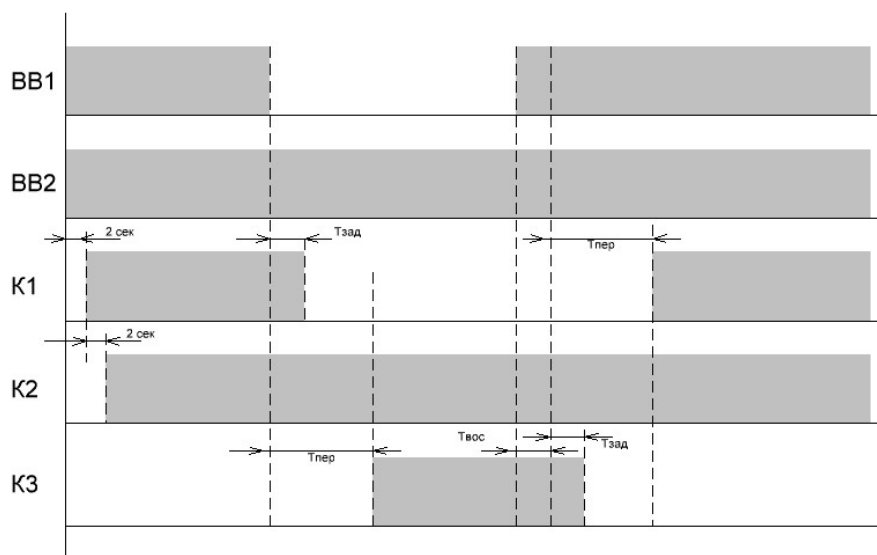 ВВ1
ВВ2
2 сек
Тзад
Тпер
К1
2 сек
К2
Твос
Тзад
Тпер
К3